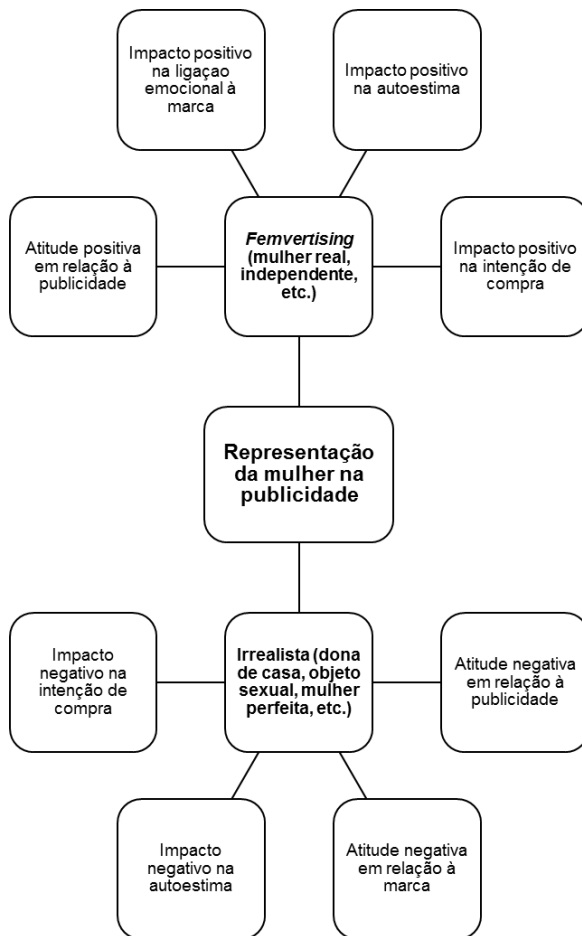 Impacto positivo
na ligaçao
emocional à
marca
Impacto positivo
na autoestima
Atitude positiva
em relação à
publicidade
Femvertising
(mulher real,
independente,
etc.)
Impacto positivo
na intenção de
compra
Representação
da mulher na
publicidade
Impacto
negativo na
intenção de
compra
Irrealista (dona
de casa, objeto
sexual, mulher
perfeita, etc.)
Atitude negativa
em relação à
publicidade
Impacto
negativo na
autoestima
Atitude negativa
em relação à
marca